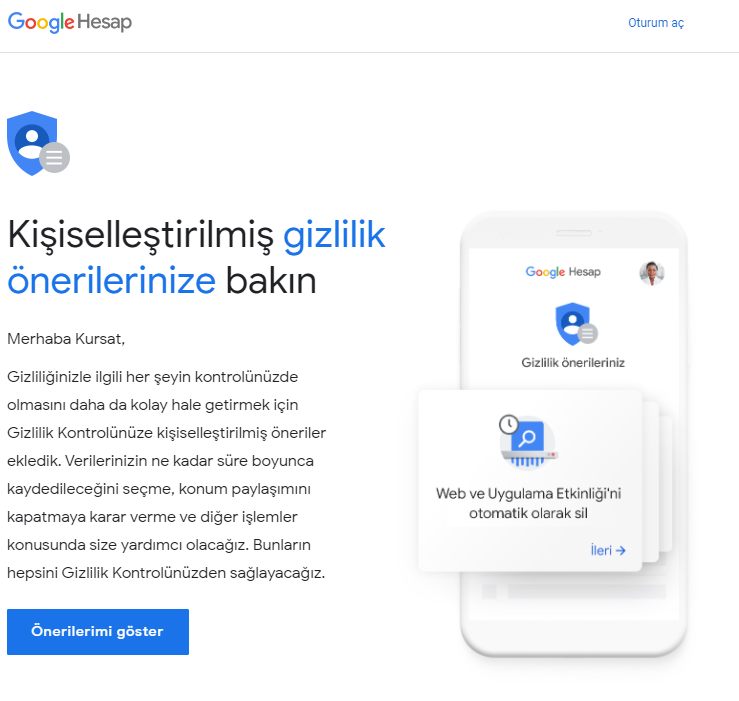 Google Hesap
Oturum aç
Kişiselleştirilmiş gizlilik
önerilerinize bakın
Merhaba Kursat,
Gizliliğinizle ilgili her şeyin kontrolünüzde
olmasını daha da kolay hale getirmek için
Gizlilik Kontrolünüze kişiselleştirilmiş öneriler
ekledik. Verilerinizin ne kadar süre boyunca
kaydedileceğini seçme, konum paylaşımını
kapatmaya karar verme ve diğer işlemler
konusunda size yardımcı olacağız. Bunların
hepsini Gizlilik Kontrolünüzden sağlayacağız.
Önerilerimi göster
Google Hesap
Gizlilik önerileriniz
Web ve Uygulama Etkinliği'ni
otomatik olarak sil
İleri